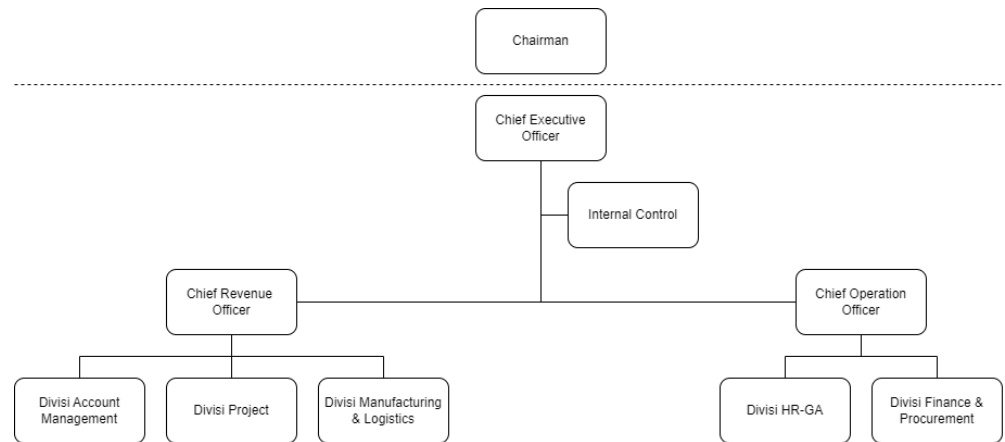 Chairman
Chief Executive
Officer
Internal Control
Chief Revenue
Officer
Chief Operation
Officer
Divisi Account
Management
Divisi Project
Divisi Manufacturing
& Logistics
Divisi HR-GA
Divisi Finance &
Procurement